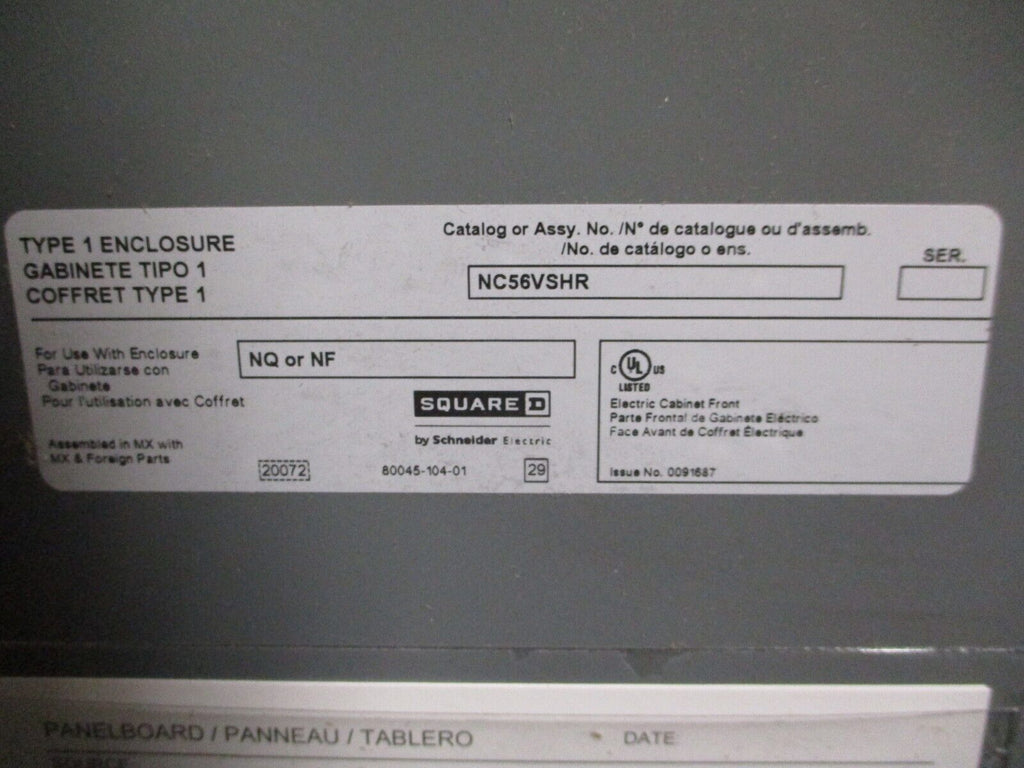 TYPE 1 ENCLOSURE
GABINETE TIPO 1
COFFRET TYPE 1
Catalog or Assy. No. /N° de catalogue ou d'assemb.
/No. de catálogo o ens.
NC56VSHR
SER.
For Use With Enclosure
Para Utilizarse con
Gabinete
Pour l'utilisation avec Coffret
NQ or NF
Assembled in MX with
MX & Foreign Parts
SQUARE D
by Schneider Electric
20072
80045-104-01
29
C UL US
LISTED
Electric Cabinet Front
Parte Frontal de Gabinete Eléctrico
Face Avant de Coffret Électrique
Issue No. 0091687
PANELBOARD / PANNEAU / TABLERO
DATE
SOURCE